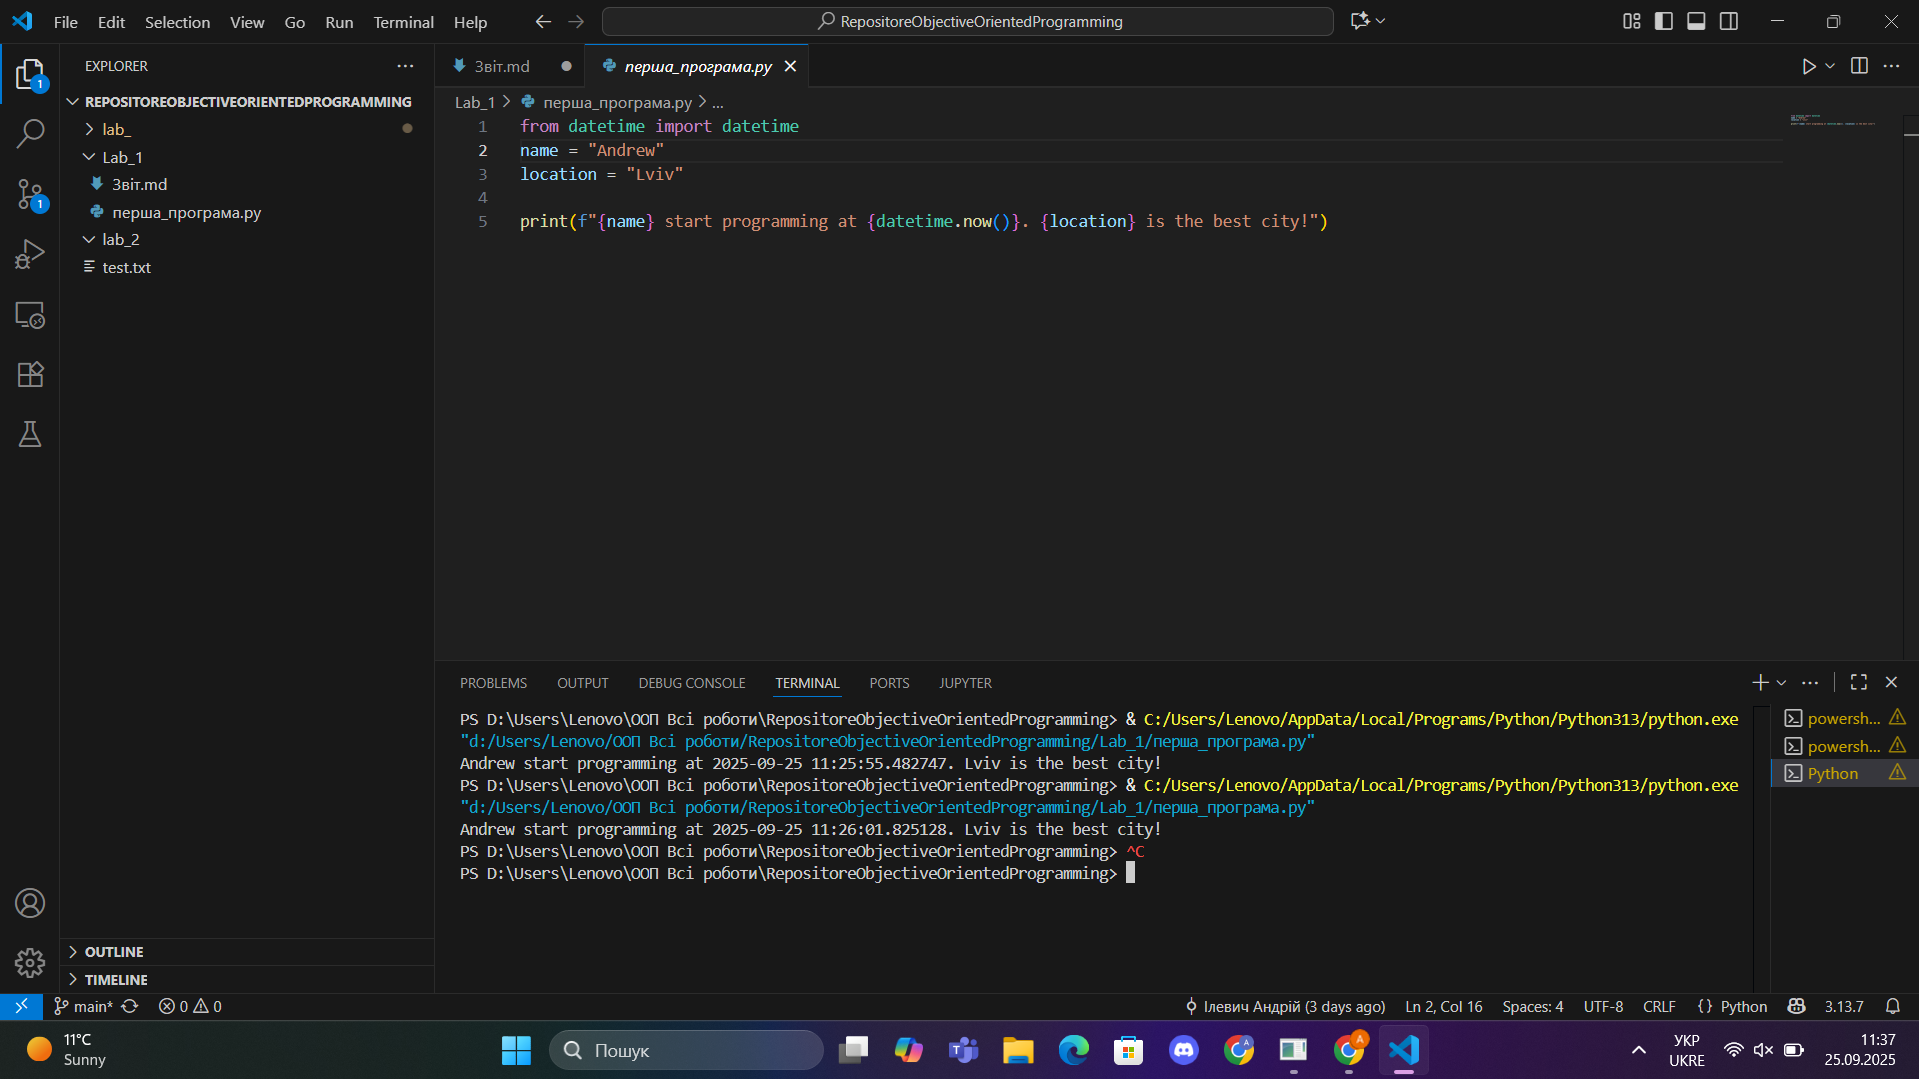 File Edit Selection View Go Run Terminal Help
RepositoreObjectiveOrientedProgramming
EXPLORER
REPOSITOREOBJECTIVEORIENTEDPROGRAMMING
lab_
Lab_1
Звіт.md
перша_програма.py
lab_2
test.txt
OUTLINE
TIMELINE
Звіт.md
перша_програма.py
Lab_1 > перша_програма.py > ...
1 from datetime import datetime
2 name = "Andrew"
3 location = "Lviv"
4
5 print(f"{name} start programming at {datetime.now()}. {location} is the best city!")
PROBLEMS OUTPUT DEBUG CONSOLE TERMINAL PORTS JUPYTER
PS D:\Users\Lenovo\ООП Всі роботи\RepositoreObjectiveOrientedProgramming> & C:/Users/Lenovo/AppData/Local/Programs/Python/Python313/python.exe
"d:/Users/Lenovo/ООП Всі роботи/RepositoreObjectiveOrientedProgramming/Lab_1/перша_програма.py"
Andrew start programming at 2025-09-25 11:25:55.482747. Lviv is the best city!
PS D:\Users\Lenovo\ООП Всі роботи\RepositoreObjectiveOrientedProgramming> & C:/Users/Lenovo/AppData/Local/Programs/Python/Python313/python.exe
"d:/Users/Lenovo/ООП Всі роботи/RepositoreObjectiveOrientedProgramming/Lab_1/перша_програма.py"
Andrew start programming at 2025-09-25 11:26:01.825128. Lviv is the best city!
PS D:\Users\Lenovo\ООП Всі роботи\RepositoreObjectiveOrientedProgramming> ^C
PS D:\Users\Lenovo\ООП Всі роботи\RepositoreObjectiveOrientedProgramming>
powersh...
powersh...
Python
1
1
main* 0 0
Ілевич Андрій (3 days ago) Ln 2, Col 16 Spaces: 4 UTF-8 CRLF {} Python 3.13.7
11°C
Sunny
Пошук
УКР
UKRE
11:37
25.09.2025